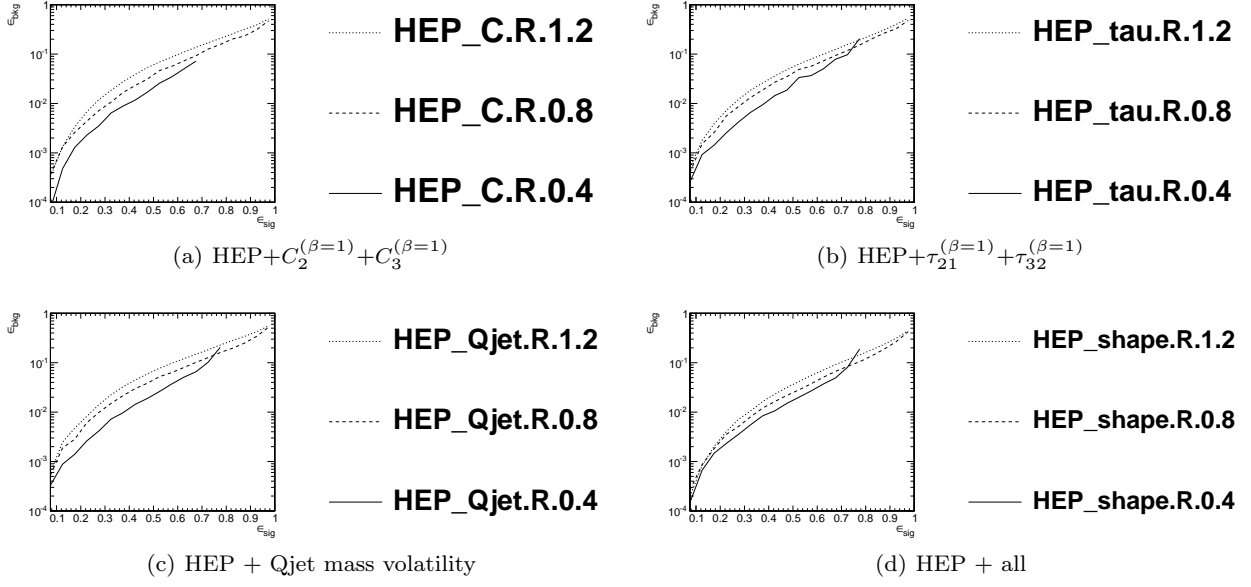 ϵ_bkg
1
10^-1
10^-2
10^-3
10^-4
0.1 0.2 0.3 0.4 0.5 0.6 0.7 0.8 0.9 1
ϵ_sig
HEP_C.R.1.2
HEP_C.R.0.8
HEP_C.R.0.4
(a) HEP+C_2^(β=1)+C_3^(β=1)
ϵ_bkg
1
10^-1
10^-2
10^-3
10^-4
0.1 0.2 0.3 0.4 0.5 0.6 0.7 0.8 0.9 1
ϵ_sig
HEP_tau.R.1.2
HEP_tau.R.0.8
HEP_tau.R.0.4
(b) HEP+τ_21^(β=1)+τ_32^(β=1)
ϵ_bkg
1
10^-1
10^-2
10^-3
10^-4
0.1 0.2 0.3 0.4 0.5 0.6 0.7 0.8 0.9 1
ϵ_sig
HEP_Qjet.R.1.2
HEP_Qjet.R.0.8
HEP_Qjet.R.0.4
(c) HEP + Qjet mass volatility
ϵ_bkg
1
10^-1
10^-2
10^-3
10^-4
0.1 0.2 0.3 0.4 0.5 0.6 0.7 0.8 0.9 1
ϵ_sig
HEP_shape.R.1.2
HEP_shape.R.0.8
HEP_shape.R.0.4
(d) HEP + all